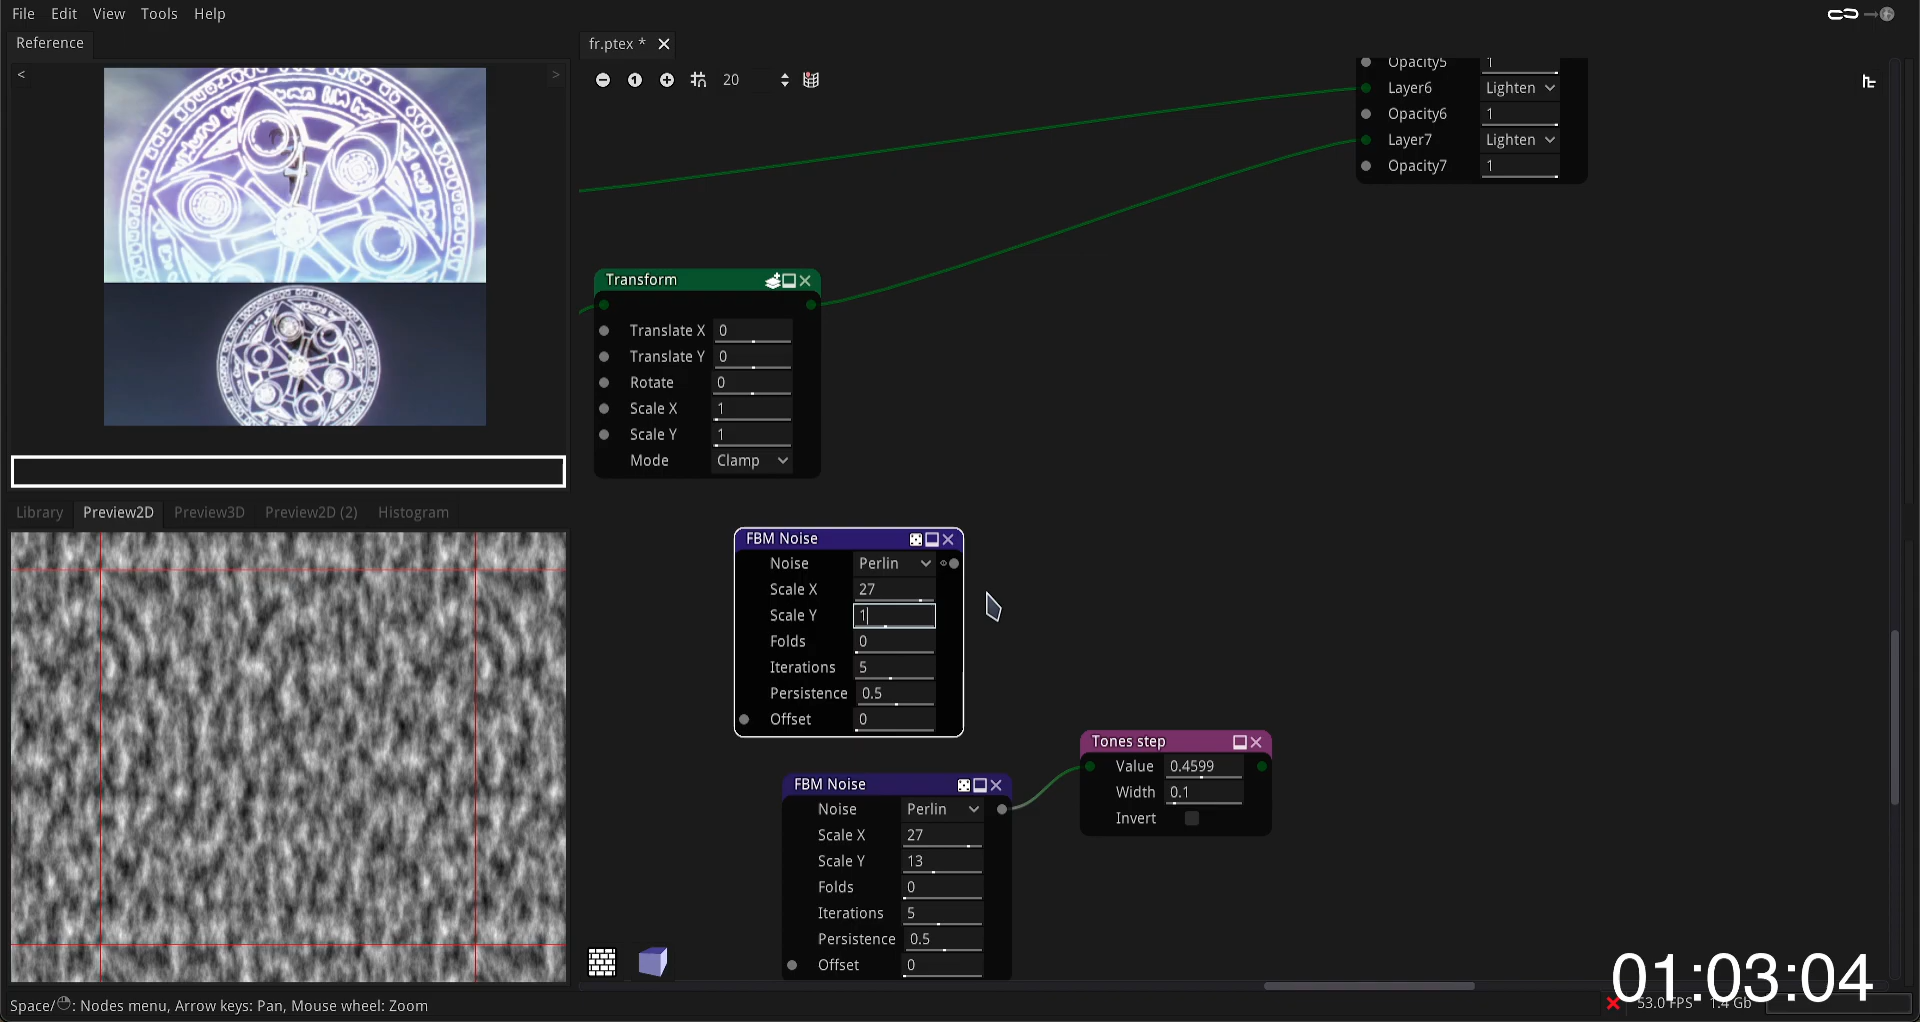 File Edit View Tools Help
Reference
fr.ptex *
< >
20
Opacity5 1
Layer6 Lighten
Opacity6 1
Layer7 Lighten
Opacity7 1
Transform
Translate X 0
Translate Y 0
Rotate 0
Scale X 1
Scale Y 1
Mode Clamp
Library Preview2D Preview3D Preview2D (2) Histogram
FBM Noise
Noise Perlin
Scale X 27
Scale Y 1
Folds 0
Iterations 5
Persistence 0.5
Offset 0
Tones step
Value 0.4599
Width 0.1
Invert
FBM Noise
Noise Perlin
Scale X 27
Scale Y 13
Folds 0
Iterations 5
Persistence 0.5
Offset 0
01:03:04
Space/ : Nodes menu, Arrow keys: Pan, Mouse wheel: Zoom
53.0 FPS 1.4 Gb